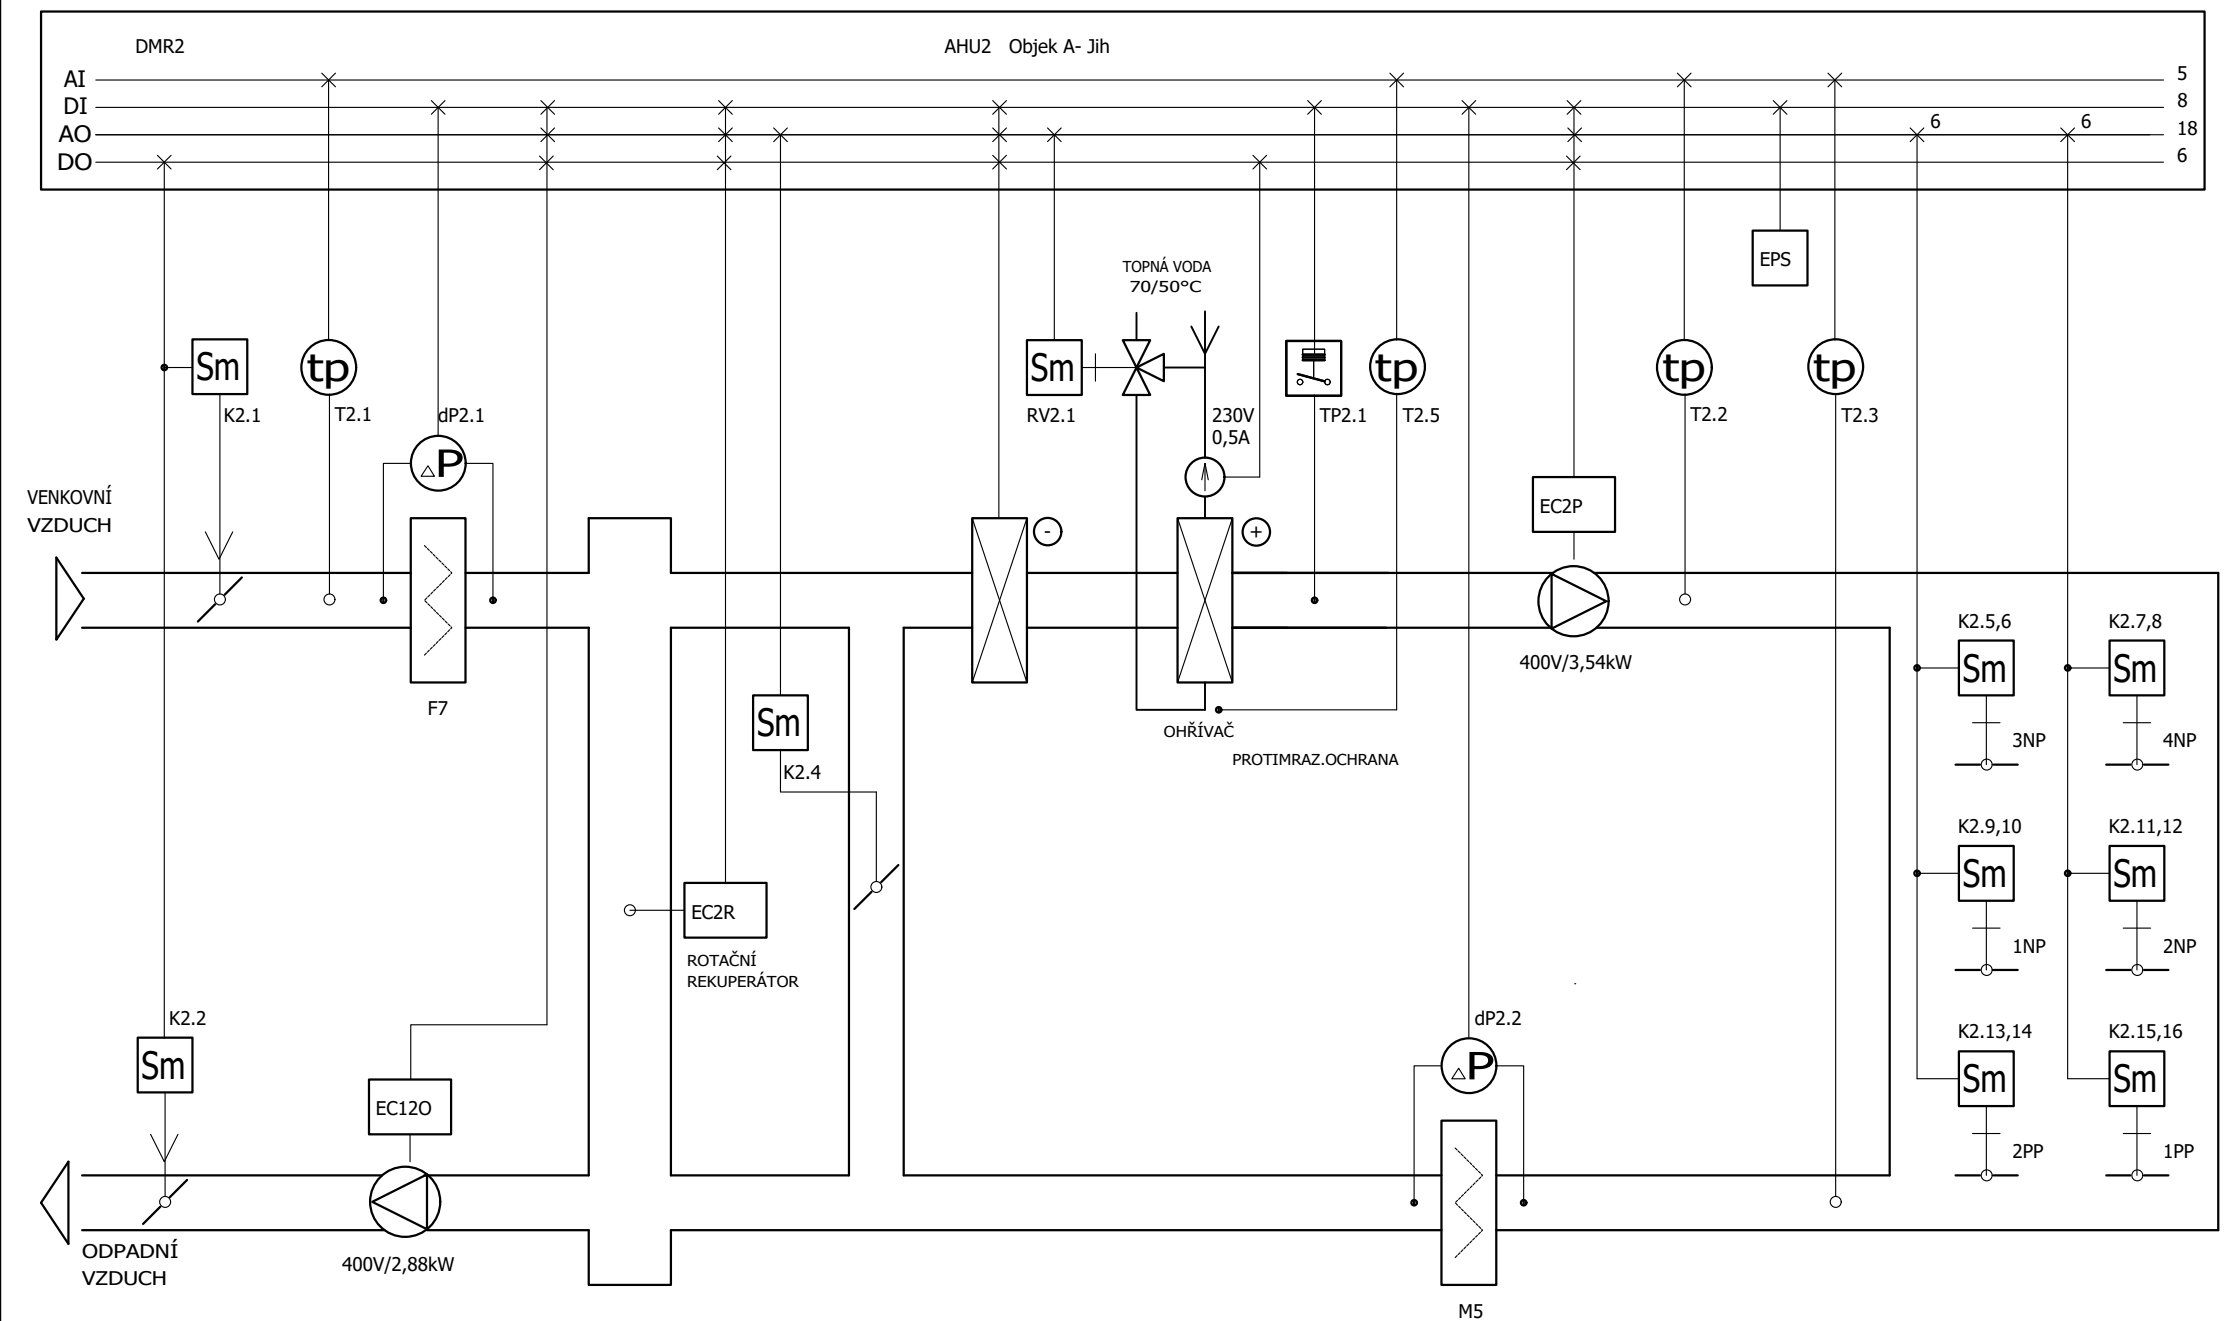 DMR2
AHU2 Objek A- Jih
AI
5
DI
8
AO
6
6
18
DO
6
EPS
TOPNÁ VODA
70/50°C
Sm
K2.1
tp
T2.1
dP2.1
△P
Sm
RV2.1
230V
0,5A
TP2.1
tp
T2.5
tp
T2.2
tp
T2.3
VENKOVNÍ
VZDUCH
EC2P
-
+
400V/3,54kW
F7
OHŘÍVAČ
PROTIMRAZ.OCHRANA
Sm
K2.4
K2.5,6
Sm
3NP
K2.7,8
Sm
4NP
K2.9,10
Sm
1NP
K2.11,12
Sm
2NP
K2.13,14
Sm
2PP
K2.15,16
Sm
1PP
EC2R
ROTAČNÍ
REKUPERÁTOR
K2.2
Sm
EC12O
dP2.2
△P
ODPADNÍ
VZDUCH
400V/2,88kW
M5